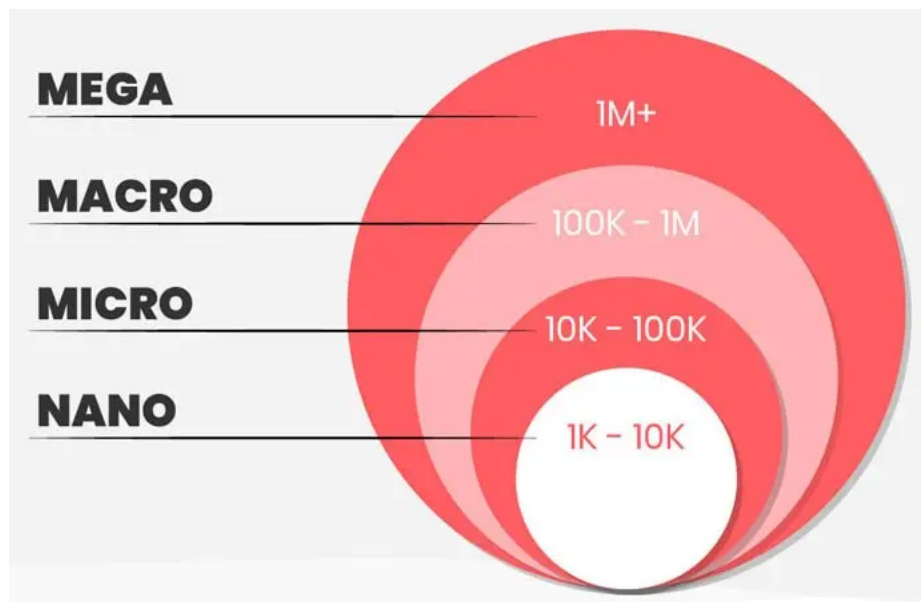 MEGA
1M+
MACRO
100K - 1M
MICRO
10K - 100K
NANO
1K - 10K